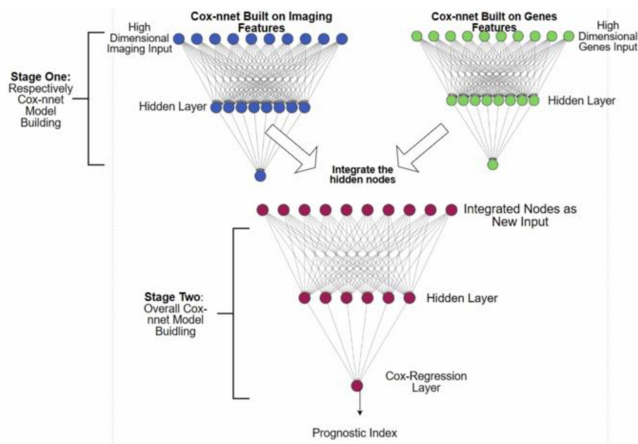 Cox-nnet Built on Imaging
Features
High
Dimensional
Imaging Input
Cox-nnet Built on Genes
Features
High
Dimensional
Genes Input
Stage One:
Respectively
Cox-nnet
Model
Building
Hidden Layer
Hidden Layer
Integrate the
hidden nodes
Integrated Nodes as
New Input
Stage Two:
Overall Cox-
nnet Model
Buidling
Hidden Layer
Cox-Regression
Layer
Prognostic Index